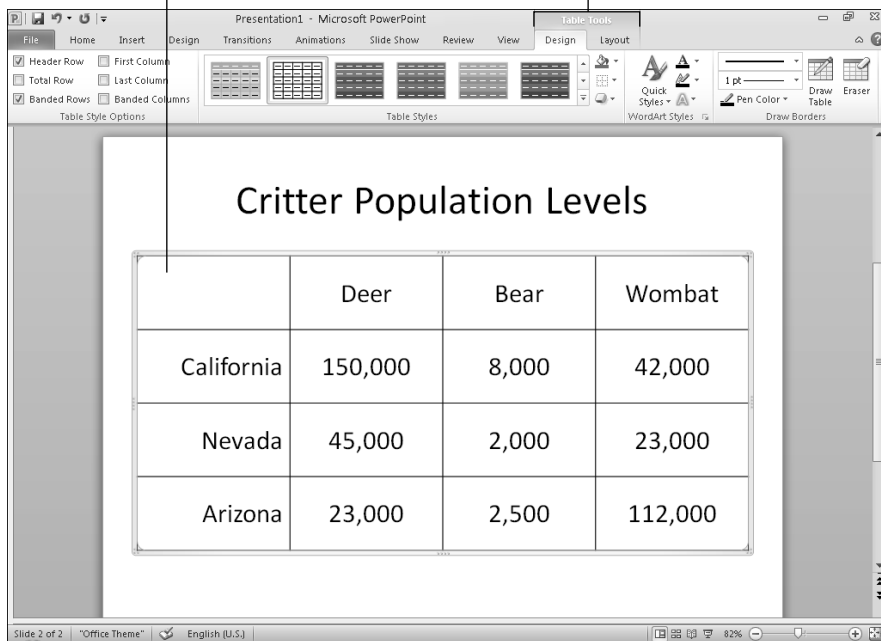 Presentation1 - Microsoft PowerPoint
Table Tools
File Home Insert Design Transitions Animations Slide Show Review View Design Layout
Header Row First Column
Total Row Last Column
Banded Rows Banded Columns
Table Style Options
Table Styles
Quick Styles
WordArt Styles
1 pt
Pen Color
Draw Table
Eraser
Draw Borders
Critter Population Levels
Deer Bear Wombat
California 150,000 8,000 42,000
Nevada 45,000 2,000 23,000
Arizona 23,000 2,500 112,000
Slide 2 of 2 "Office Theme" English (U.S.) 82%